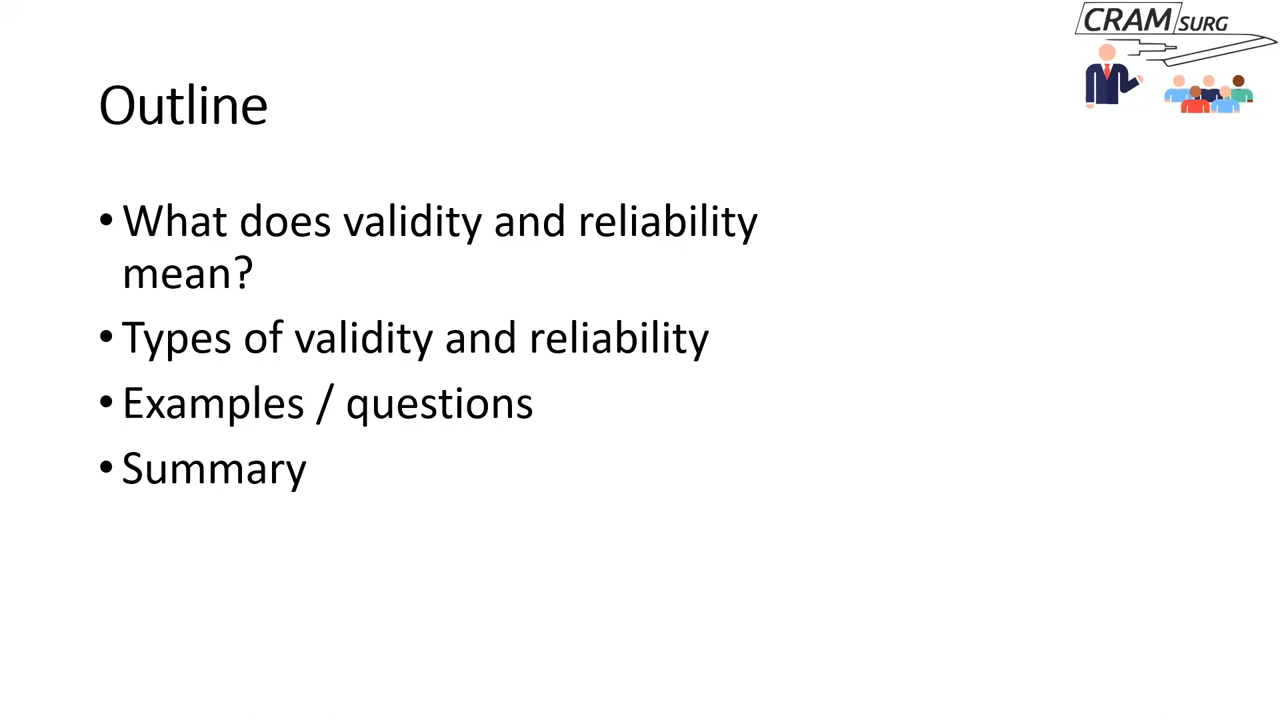 CRAM SURG
Outline
• What does validity and reliability
mean?
• Types of validity and reliability
• Examples / questions
• Summary